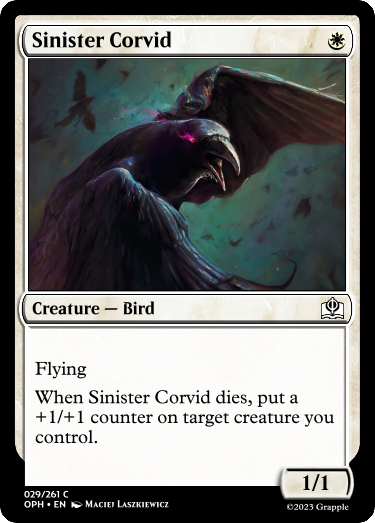 Sinister Corvid
Creature — Bird
Flying
When Sinister Corvid dies, put a
+1/+1 counter on target creature you
control.
1/1
029/261 C
OPH • EN Maciej Laszkiewicz
©2023 Grapple